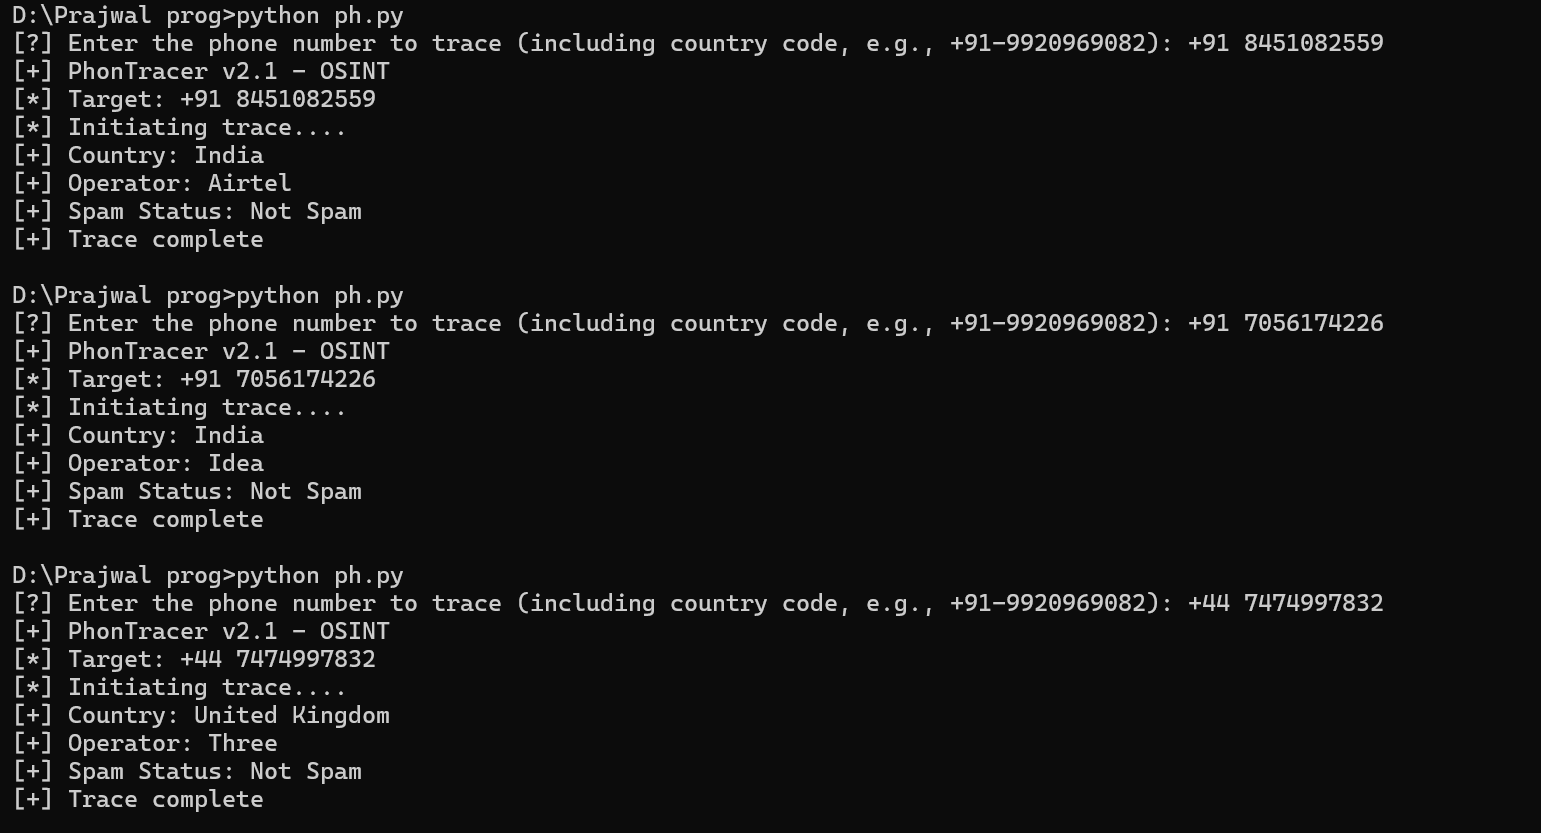 D:\Prajwal prog>python ph.py
[?] Enter the phone number to trace (including country code, e.g., +91-9920969082): +91 8451082559
[+] PhonTracer v2.1 - OSINT
[*] Target: +91 8451082559
[*] Initiating trace....
[+] Country: India
[+] Operator: Airtel
[+] Spam Status: Not Spam
[+] Trace complete
D:\Prajwal prog>python ph.py
[?] Enter the phone number to trace (including country code, e.g., +91-9920969082): +91 7056174226
[+] PhonTracer v2.1 - OSINT
[*] Target: +91 7056174226
[*] Initiating trace....
[+] Country: India
[+] Operator: Idea
[+] Spam Status: Not Spam
[+] Trace complete
D:\Prajwal prog>python ph.py
[?] Enter the phone number to trace (including country code, e.g., +91-9920969082): +44 7474997832
[+] PhonTracer v2.1 - OSINT
[*] Target: +44 7474997832
[*] Initiating trace....
[+] Country: United Kingdom
[+] Operator: Three
[+] Spam Status: Not Spam
[+] Trace complete